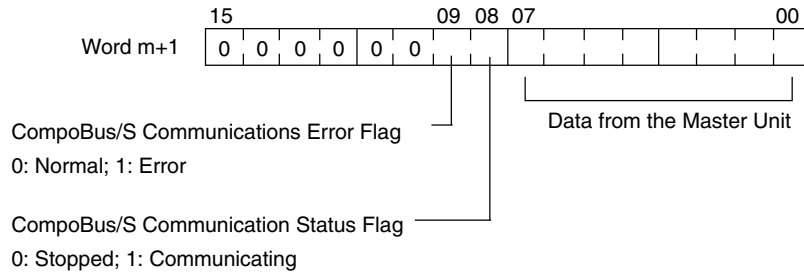 15 09 08 07 00
Word m+1 0 0 0 0 0 0
Data from the Master Unit
CompoBus/S Communications Error Flag
0: Normal; 1: Error
CompoBus/S Communication Status Flag
0: Stopped; 1: Communicating